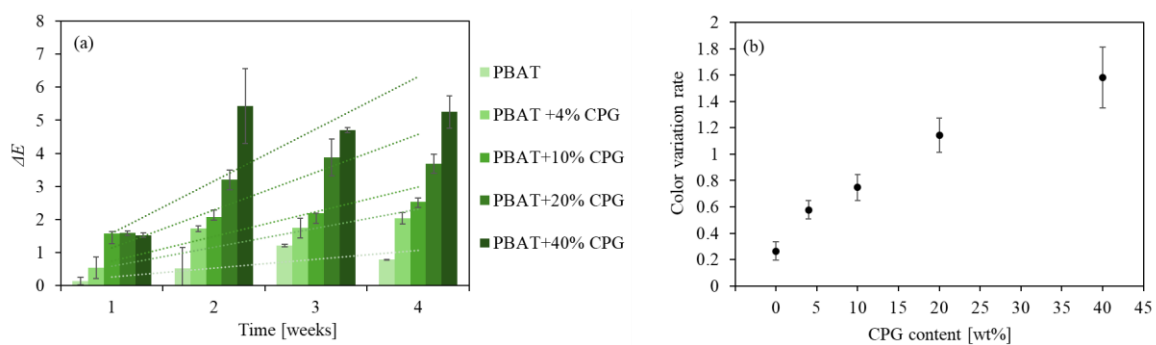 (a)
ΔE
8
7
6
5
4
3
2
1
0
1 2 3 4
Time [weeks]
PBAT
PBAT +4% CPG
PBAT+10% CPG
PBAT+20% CPG
PBAT+40% CPG
(b)
Color variation rate
2
1.8
1.6
1.4
1.2
1
0.8
0.6
0.4
0.2
0 5 10 15 20 25 30 35 40 45
CPG content [wt%]